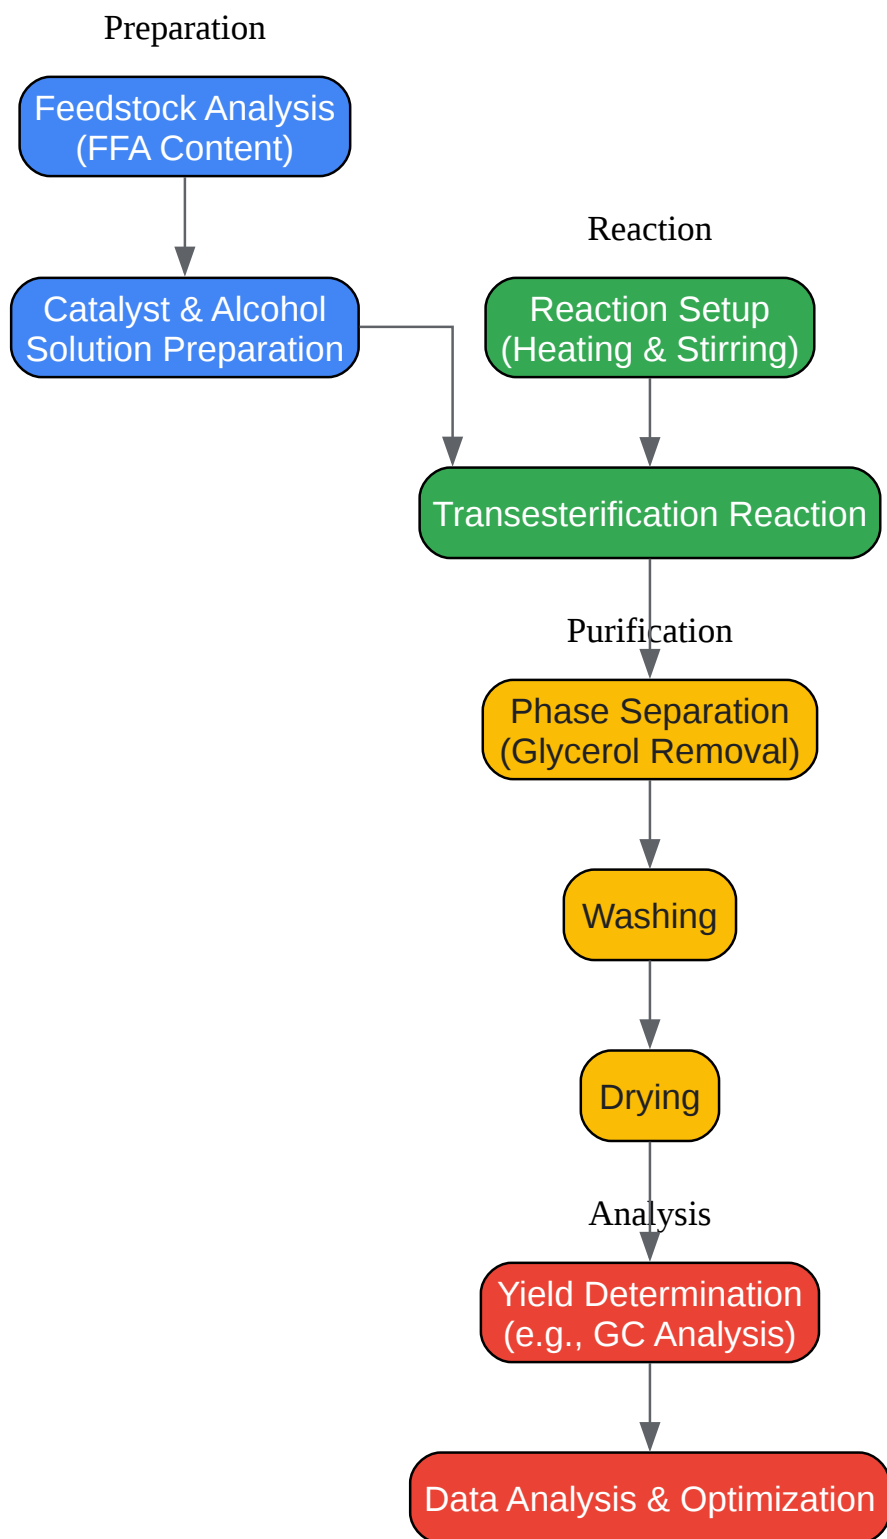 Preparation
Feedstock Analysis
(FFA Content)
Catalyst & Alcohol
Solution Preparation
Reaction
Reaction Setup
(Heating & Stirring)
Transesterification Reaction
Purification
Phase Separation
(Glycerol Removal)
Washing
Drying
Analysis
Yield Determination
(e.g., GC Analysis)
Data Analysis & Optimization